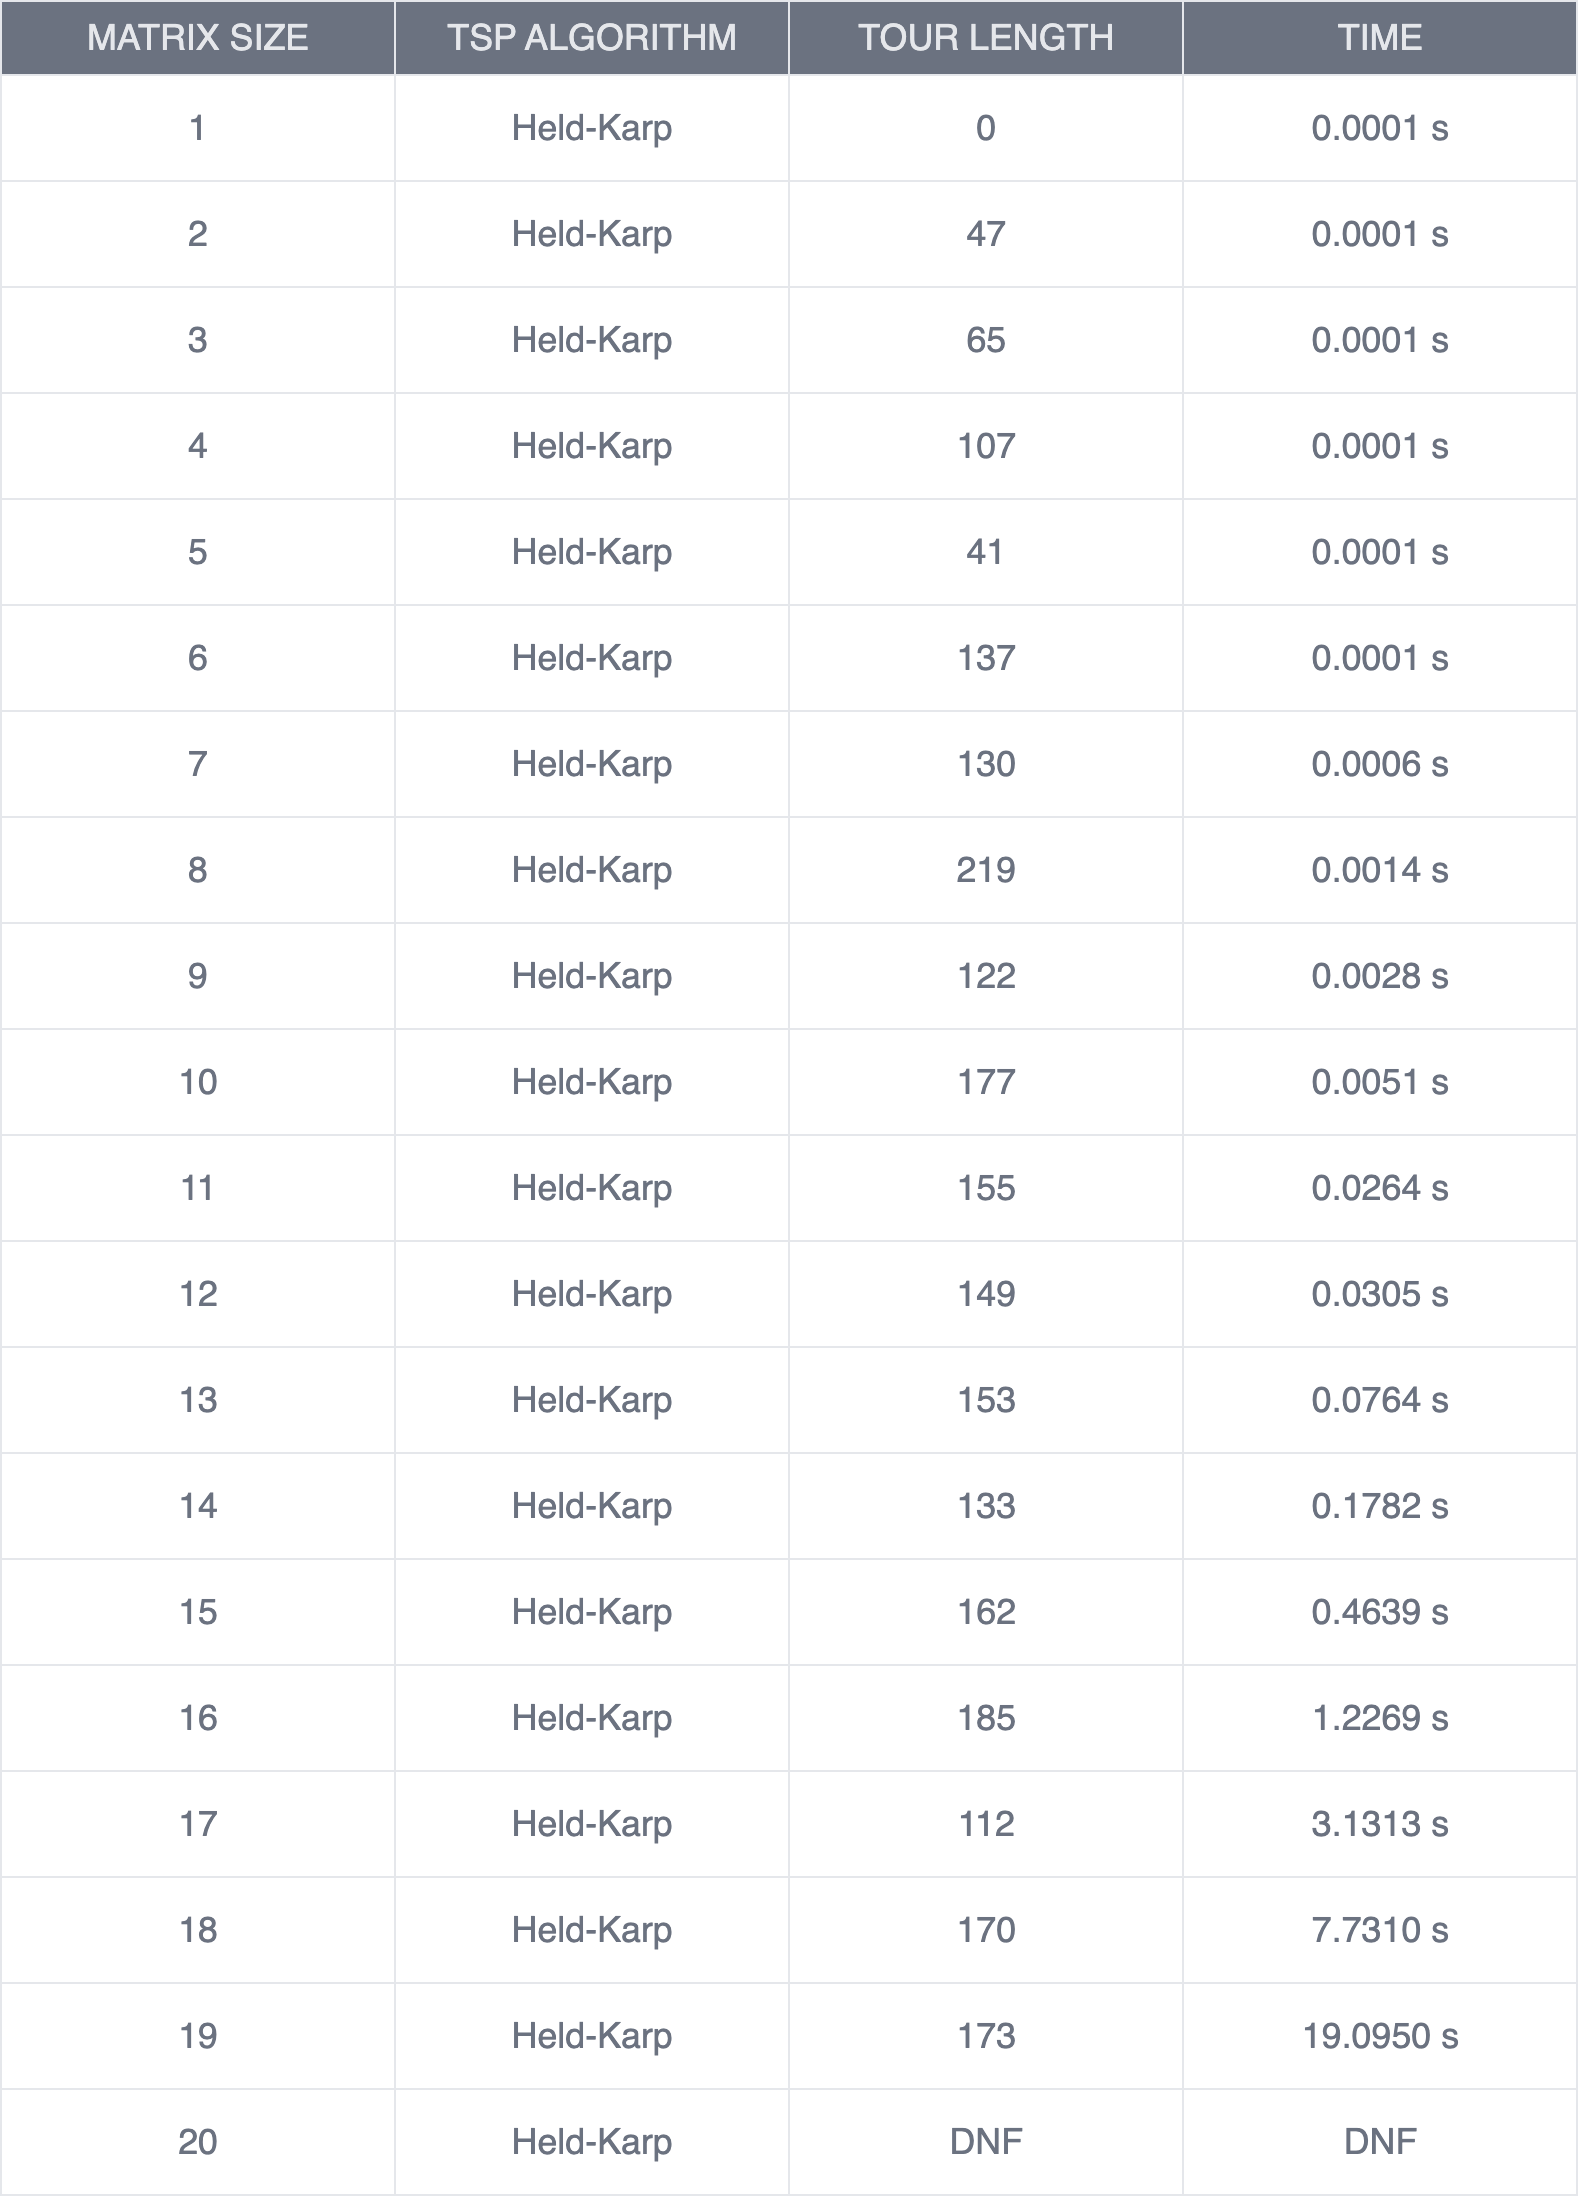 MATRIX SIZE TSP ALGORITHM TOUR LENGTH TIME
1 Held-Karp 0 0.0001 s
2 Held-Karp 47 0.0001 s
3 Held-Karp 65 0.0001 s
4 Held-Karp 107 0.0001 s
5 Held-Karp 41 0.0001 s
6 Held-Karp 137 0.0001 s
7 Held-Karp 130 0.0006 s
8 Held-Karp 219 0.0014 s
9 Held-Karp 122 0.0028 s
10 Held-Karp 177 0.0051 s
11 Held-Karp 155 0.0264 s
12 Held-Karp 149 0.0305 s
13 Held-Karp 153 0.0764 s
14 Held-Karp 133 0.1782 s
15 Held-Karp 162 0.4639 s
16 Held-Karp 185 1.2269 s
17 Held-Karp 112 3.1313 s
18 Held-Karp 170 7.7310 s
19 Held-Karp 173 19.0950 s
20 Held-Karp DNF DNF